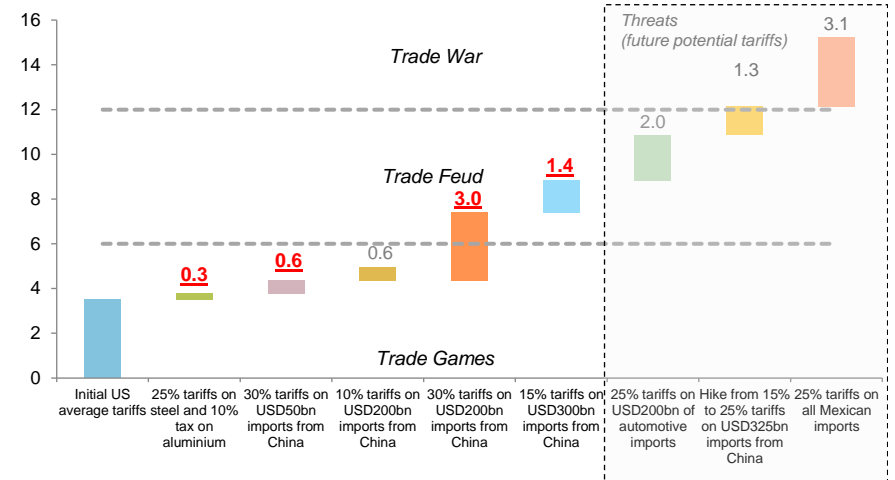 16
14
12
10
8
6
4
2
0
Threats
(future potential tariffs)
Trade War
Trade Feud
Trade Games
0.3
0.6
0.6
3.0
1.4
2.0
1.3
3.1
Initial US
average tariffs
25% tariffs on
steel and 10%
tax on
aluminium
30% tariffs on
USD50bn
imports from
China
10% tariffs on
USD200bn
imports from
China
30% tariffs on
USD200bn
imports from
China
15% tariffs on
USD300bn
imports from
China
25% tariffs on
USD200bn of
automotive
imports
Hike from 15%
to 25% tariffs
on USD325bn
imports from
China
25% tariffs on
all Mexican
imports